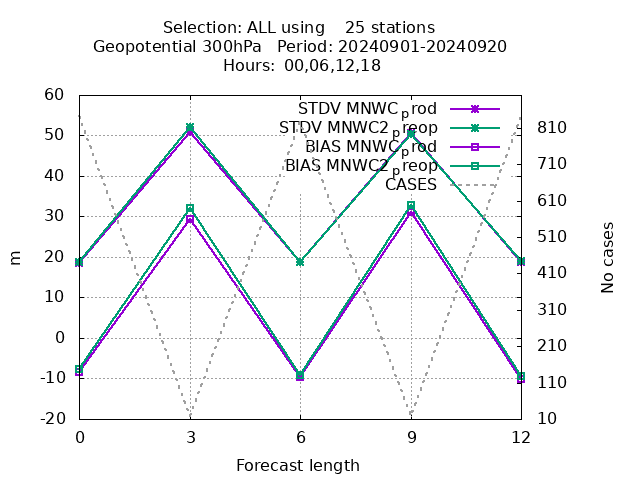 Selection: ALL using    25 stations
Geopotential 300hPa   Period: 20240901-20240920
Hours: 00,06,12,18
60
50
40
30
20
10
0
-10
-20
m
STDV MNWC_prod
STDV MNWC2_preop
BIAS MNWC_prod
BIAS MNWC2_preop
CASES
810
710
610
510
410
310
210
110
10
No cases
0 3 6 9 12
Forecast length